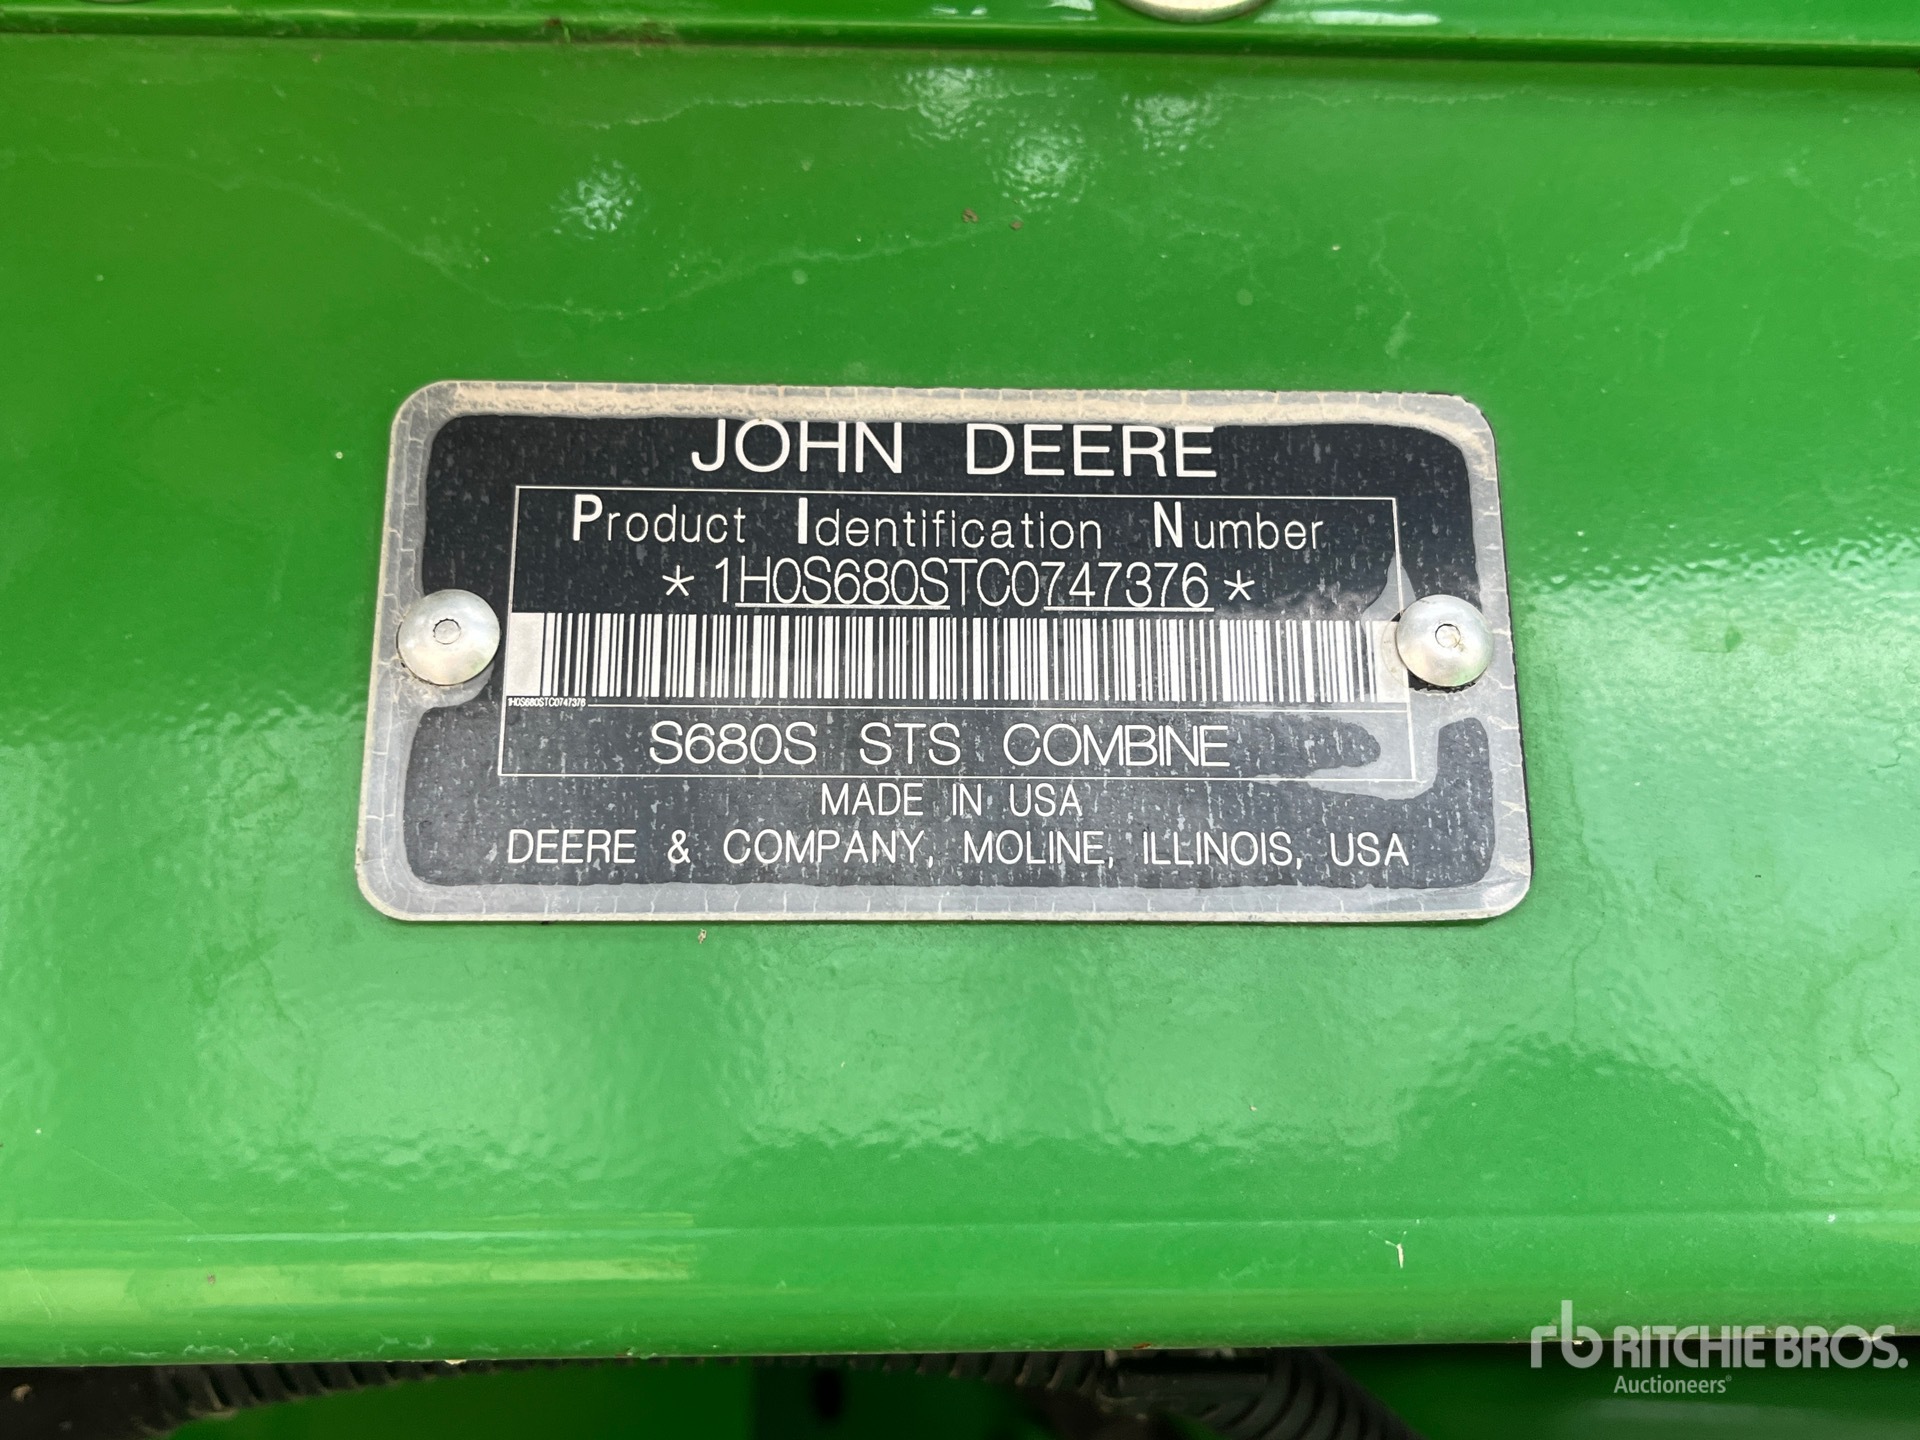 JOHN DEERE
Product Identification Number
*1H0S680STC0747376*
1H0S680STC0747376
S680S STS COMBINE
MADE IN USA
DEERE & COMPANY, MOLINE, ILLINOIS, USA
rb RITCHIE BROS.
Auctioneers®